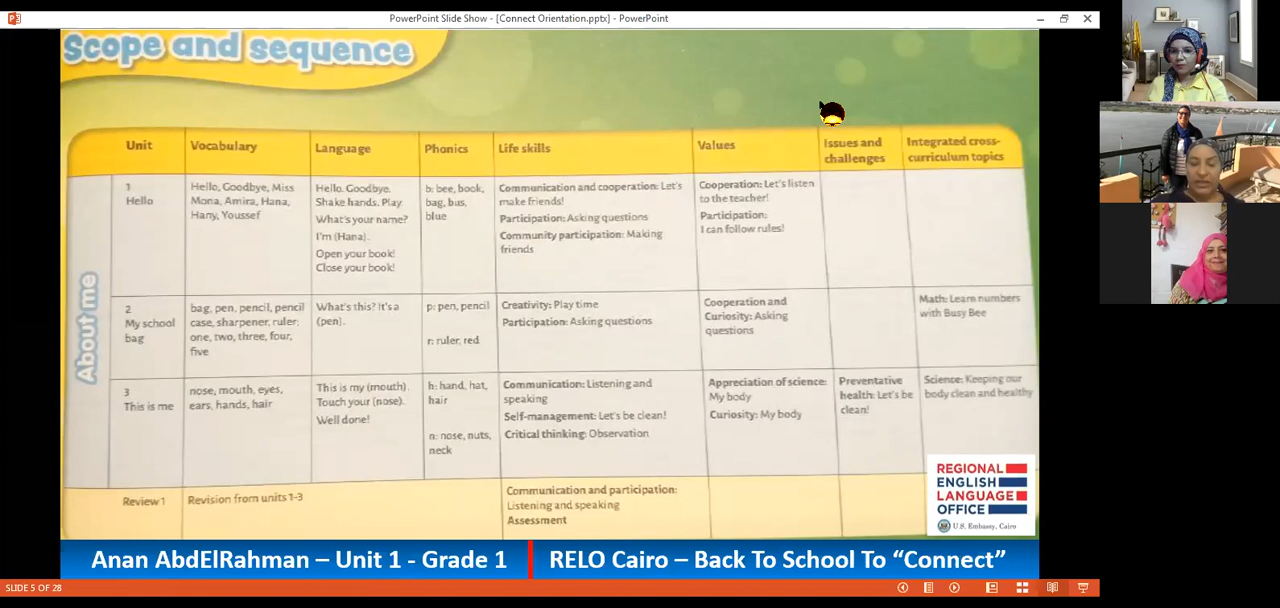 PowerPoint Slide Show - [Connect Orientation.pptx] - PowerPoint
Scope and sequence
Unit
Vocabulary
Language
Phonics
Life skills
Values
Issues and
challenges
Integrated cross-
curriculum topics
About me
1
Hello
Hello, Goodbye, Miss
Mona, Amira, Hana,
Hany, Youssef
Hello. Goodbye.
Shake hands. Play.
What's your name?
I'm (Hana).
Open your book!
Close your book!
b: bee, book,
bag, bus,
blue
Communication and cooperation: Let's
make friends!
Participation: Asking questions
Community participation: Making
friends
Cooperation: Let's listen
to the teacher!
Participation:
I can follow rules!
2
My school
bag
bag, pen, pencil, pencil
case, sharpener, ruler;
one, two, three, four,
five
What's this? It's a
(pen).
p: pen, pencil
r: ruler, red
Creativity: Play time
Participation: Asking questions
Cooperation and
Curiosity: Asking
questions
Math: Learn numbers
with Busy Bee
3
This is me
nose, mouth, eyes,
ears, hands, hair
This is my (mouth).
Touch your (nose).
Well done!
h: hand, hat,
hair
n: nose, nuts,
neck
Communication: Listening and
speaking
Self-management: Let's be clean!
Critical thinking: Observation
Appreciation of science:
My body
Curiosity: My body
Preventative
health: Let's be
clean!
Science: Keeping our
body clean and healthy
Review 1
Revision from units 1-3
Communication and participation:
Listening and speaking
Assessment
REGIONAL
ENGLISH
LANGUAGE
OFFICE
U.S. Embassy, Cairo
Anan AbdElRahman – Unit 1 - Grade 1
RELO Cairo – Back To School To “Connect”
SLIDE 5 OF 28